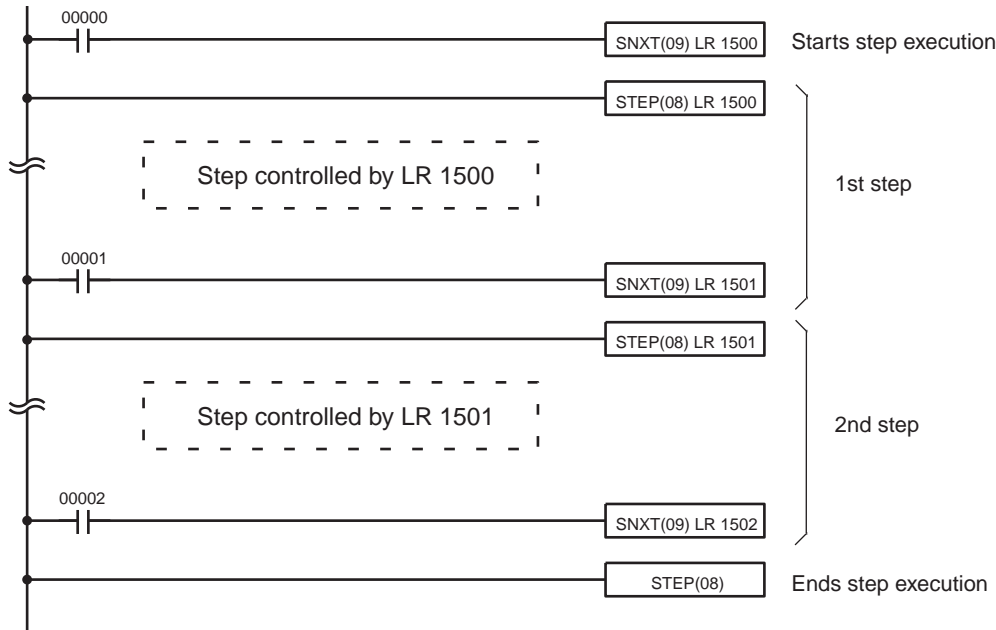 00000
SNXT(09) LR 1500 Starts step execution
STEP(08) LR 1500
Step controlled by LR 1500
1st step
00001
SNXT(09) LR 1501
STEP(08) LR 1501
Step controlled by LR 1501
2nd step
00002
SNXT(09) LR 1502
STEP(08) Ends step execution